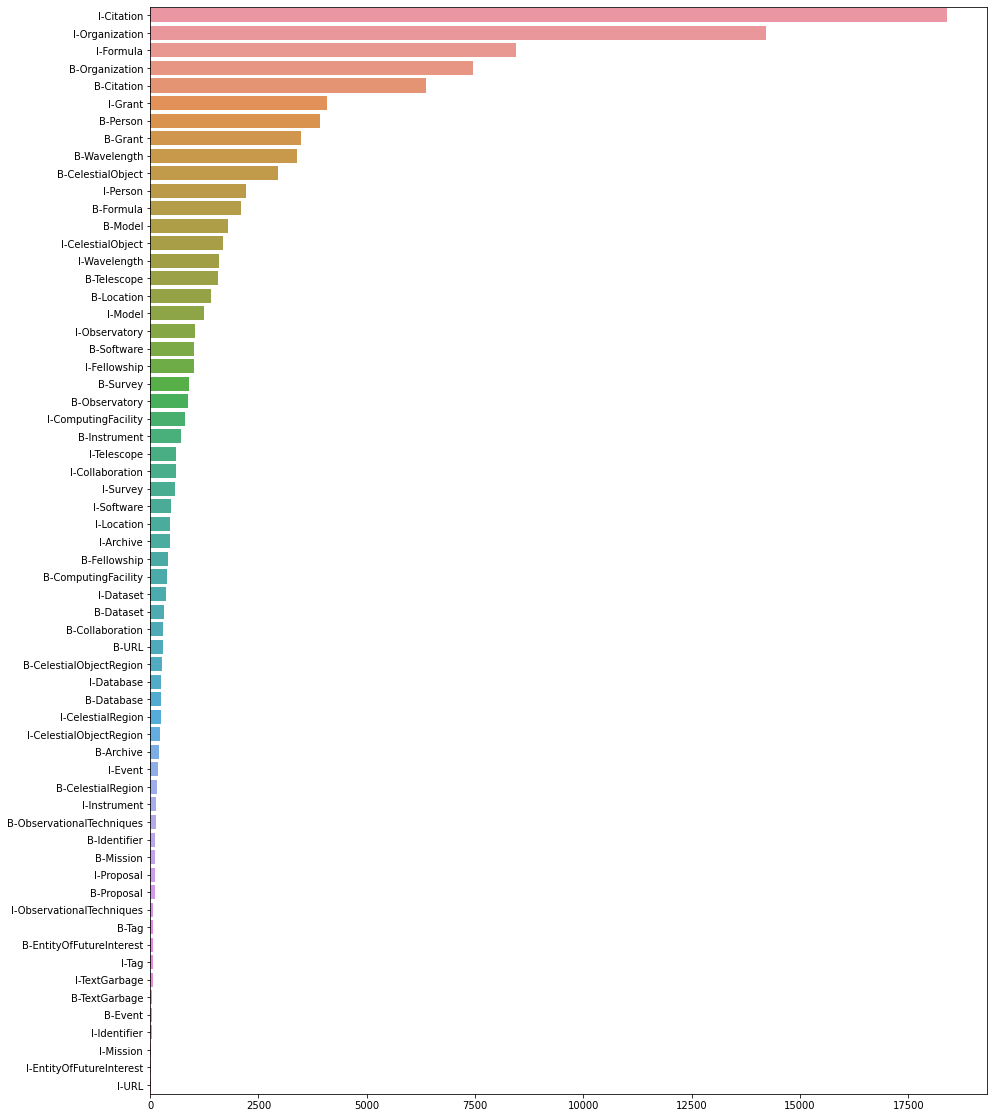 I-Citation
I-Organization
I-Formula
B-Organization
B-Citation
I-Grant
B-Person
B-Grant
B-Wavelength
B-CelestialObject
I-Person
B-Formula
B-Model
I-CelestialObject
I-Wavelength
B-Telescope
B-Location
I-Model
I-Observatory
B-Software
I-Fellowship
B-Survey
B-Observatory
I-ComputingFacility
B-Instrument
I-Telescope
I-Collaboration
I-Survey
I-Software
I-Location
I-Archive
B-Fellowship
B-ComputingFacility
I-Dataset
B-Dataset
B-Collaboration
B-URL
B-CelestialObjectRegion
I-Database
B-Database
I-CelestialRegion
I-CelestialObjectRegion
B-Archive
I-Event
B-CelestialRegion
I-Instrument
B-ObservationalTechniques
B-Identifier
B-Mission
I-Proposal
B-Proposal
I-ObservationalTechniques
B-Tag
B-EntityOfFutureInterest
I-Tag
I-TextGarbage
B-TextGarbage
B-Event
I-Identifier
I-Mission
I-EntityOfFutureInterest
I-URL
0 2500 5000 7500 10000 12500 15000 17500